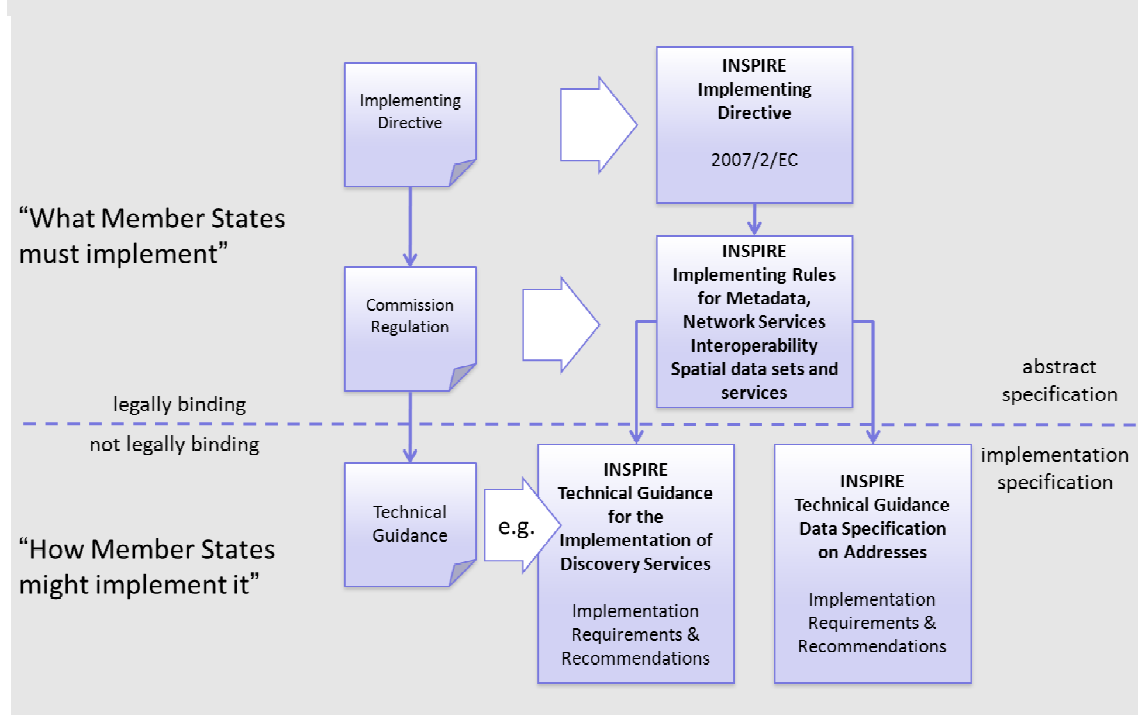 Implementing
Directive
INSPIRE
Implementing
Directive
2007/2/EC
“What Member States
must implement”
Commission
Regulation
INSPIRE
Implementing Rules
for Metadata,
Network Services
Interoperability
Spatial data sets and
services
abstract
specification
legally binding
not legally binding
implementation
specification
“How Member States
might implement it”
Technical
Guidance
e.g.
INSPIRE
Technical Guidance
for the
Implementation of
Discovery Services
Implementation
Requirements &
Recommendations
INSPIRE
Technical Guidance
Data Specification
on Addresses
Implementation
Requirements &
Recommendations